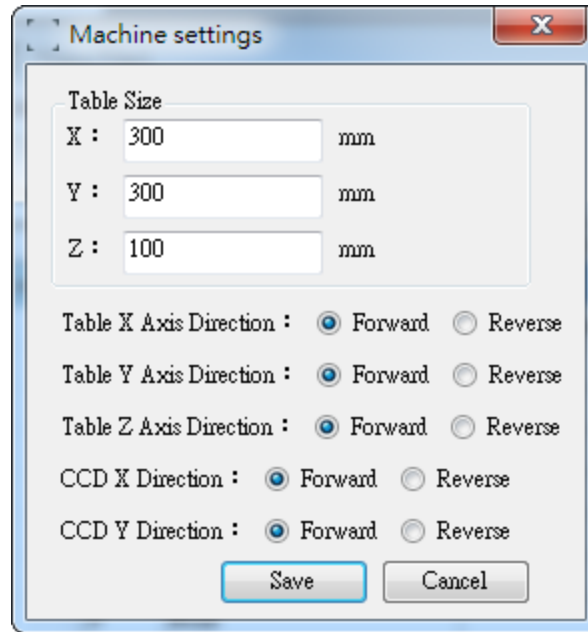 Machine settings
Table Size
X： 300 mm
Y： 300 mm
Z： 100 mm
Table X Axis Direction： Forward Reverse
Table Y Axis Direction： Forward Reverse
Table Z Axis Direction： Forward Reverse
CCD X Direction： Forward Reverse
CCD Y Direction： Forward Reverse
Save Cancel